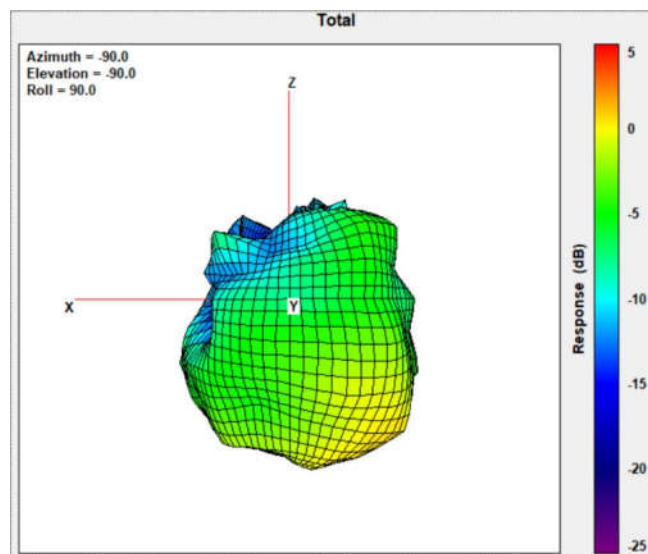 Total
Azimuth = -90.0
Elevation = -90.0
Roll = 90.0
Z
X
Y
5
0
-5
-10
-15
-20
-25
Response (dB)